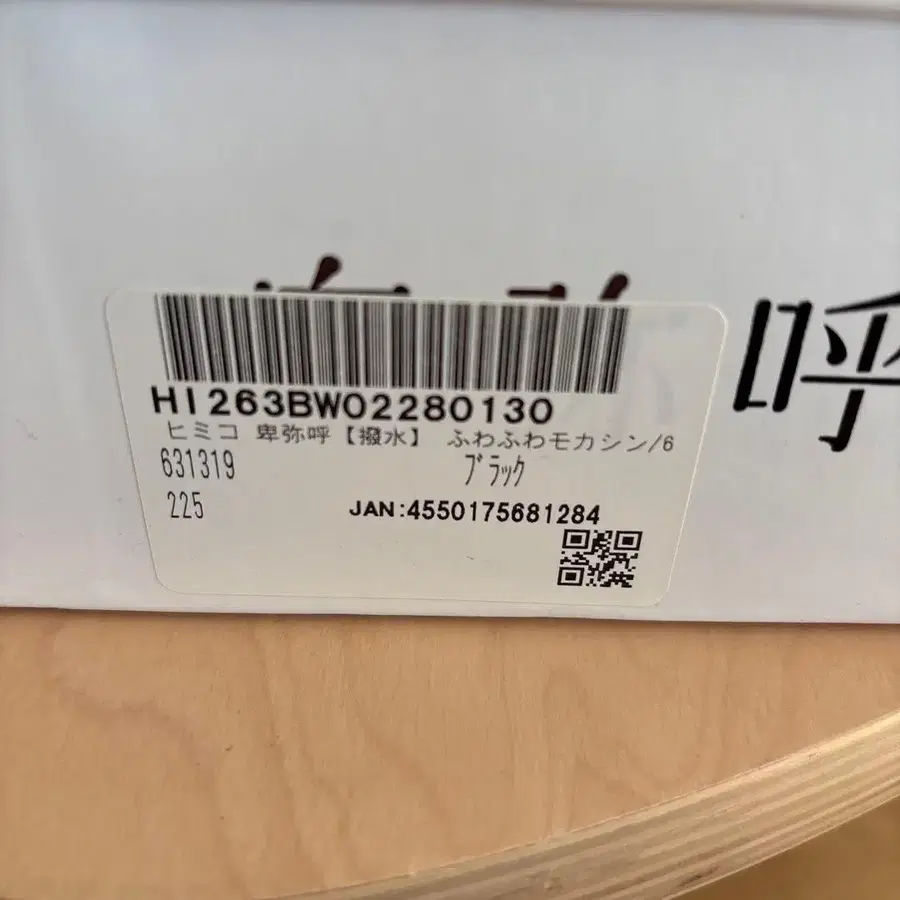 呼
HI263BW02280130
ヒミコ 卑弥呼【撥水】 ふわふわモカシン/6
631319 ブラック
225 JAN:4550175681284